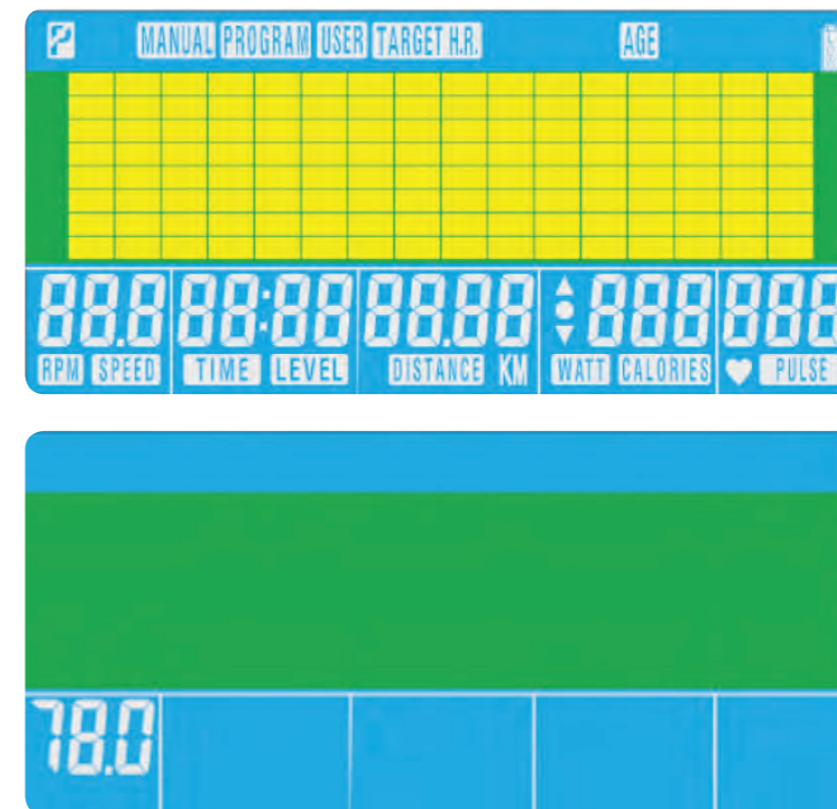 P MANUAL PROGRAM USER TARGET H.R. AGE
88.8 88:88 88.88 888 888
RPM SPEED TIME LEVEL DISTANCE KM WATT CALORIES PULSE
78.0